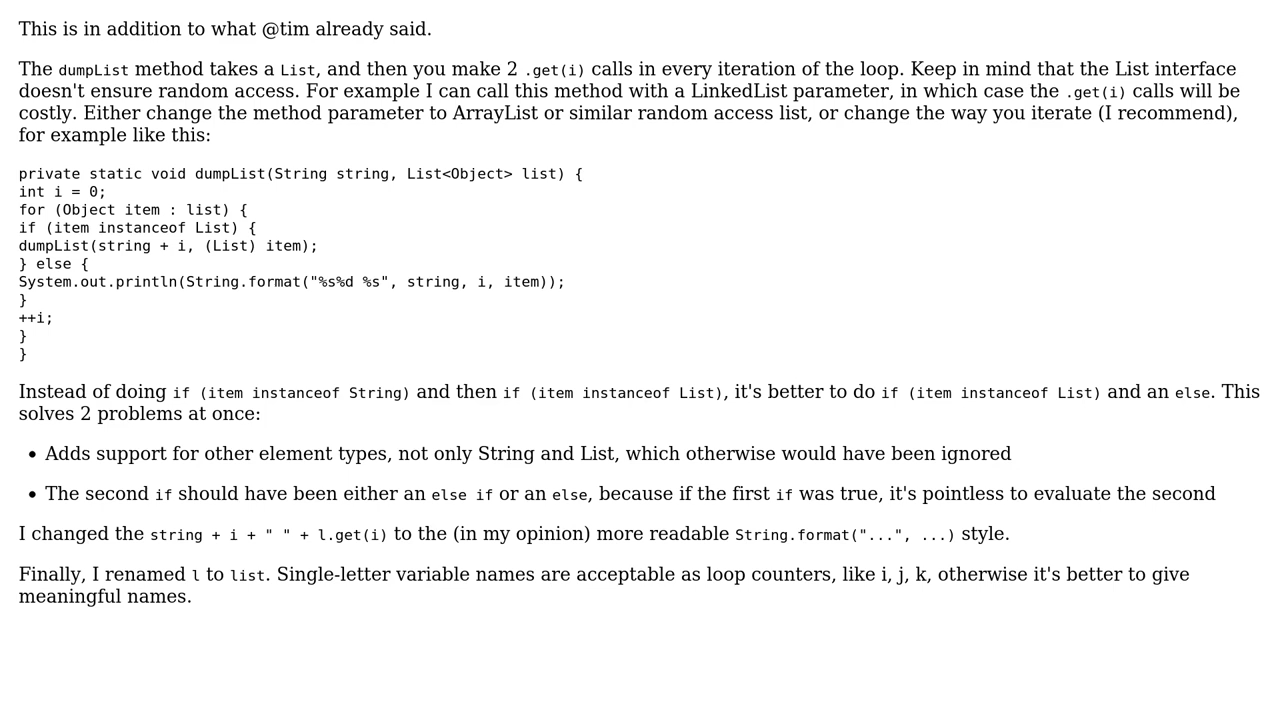 This is in addition to what @tim already said.
The dumpList method takes a List, and then you make 2 .get(i) calls in every iteration of the loop. Keep in mind that the List interface
doesn't ensure random access. For example I can call this method with a LinkedList parameter, in which case the .get(i) calls will be
costly. Either change the method parameter to ArrayList or similar random access list, or change the way you iterate (I recommend),
for example like this:
private static void dumpList(String string, List<Object> list) {
int i = 0;
for (Object item : list) {
if (item instanceof List) {
dumpList(string + i, (List) item);
} else {
System.out.println(String.format("%s%d %s", string, i, item));
}
++i;
}
}
Instead of doing if (item instanceof String) and then if (item instanceof List), it's better to do if (item instanceof List) and an else. This
solves 2 problems at once:
• Adds support for other element types, not only String and List, which otherwise would have been ignored
• The second if should have been either an else if or an else, because if the first if was true, it's pointless to evaluate the second
I changed the string + i + " " + l.get(i) to the (in my opinion) more readable String.format("...", ...) style.
Finally, I renamed l to list. Single-letter variable names are acceptable as loop counters, like i, j, k, otherwise it's better to give
meaningful names.